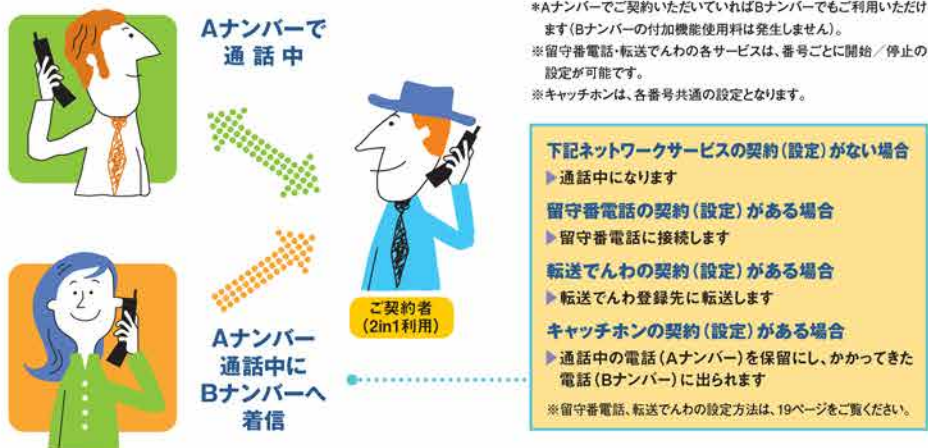 Aナンバーで
通話中
ご契約者
(2in1利用)
Aナンバー
通話中に
Bナンバーへ
着信
*Aナンバーでご契約いただいていればBナンバーでもご利用いただけ
ます(Bナンバーの付加機能使用料は発生しません)。
※留守番電話・転送でんわの各サービスは、番号ごとに開始／停止の
設定が可能です。
※キャッチホンは、各番号共通の設定となります。
下記ネットワークサービスの契約(設定)がない場合
▶通話中になります
留守番電話の契約(設定)がある場合
▶留守番電話に接続します
転送でんわの契約(設定)がある場合
▶転送でんわ登録先に転送します
キャッチホンの契約(設定)がある場合
▶通話中の電話(Aナンバー)を保留にし、かかってきた
電話(Bナンバー)に出られます
※留守番電話、転送でんわの設定方法は、19ページをご覧ください。